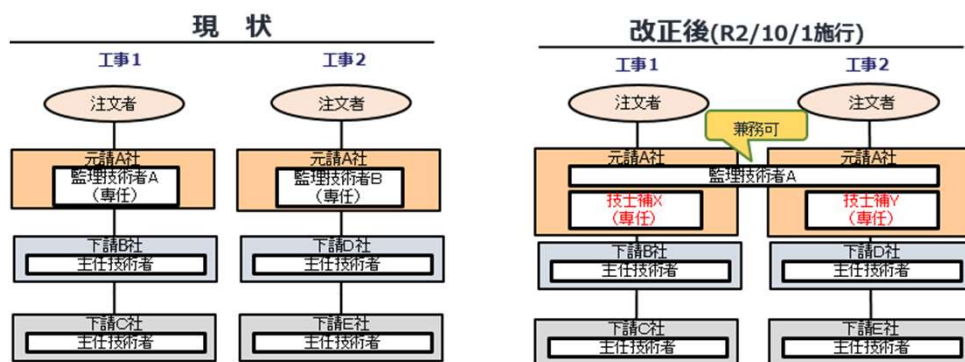 現 状
工事1
工事2
注文者
注文者
元請A社
監理技術者A
(専任)
元請A社
監理技術者B
(専任)
下請B社
主任技術者
下請D社
主任技術者
下請C社
主任技術者
下請E社
主任技術者
改正後(R2/10/1施行)
工事1
工事2
注文者
注文者
兼務可
元請A社
元請A社
監理技術者A
技士補X
(専任)
技士補Y
(専任)
下請B社
主任技術者
下請D社
主任技術者
下請C社
主任技術者
下請E社
主任技術者